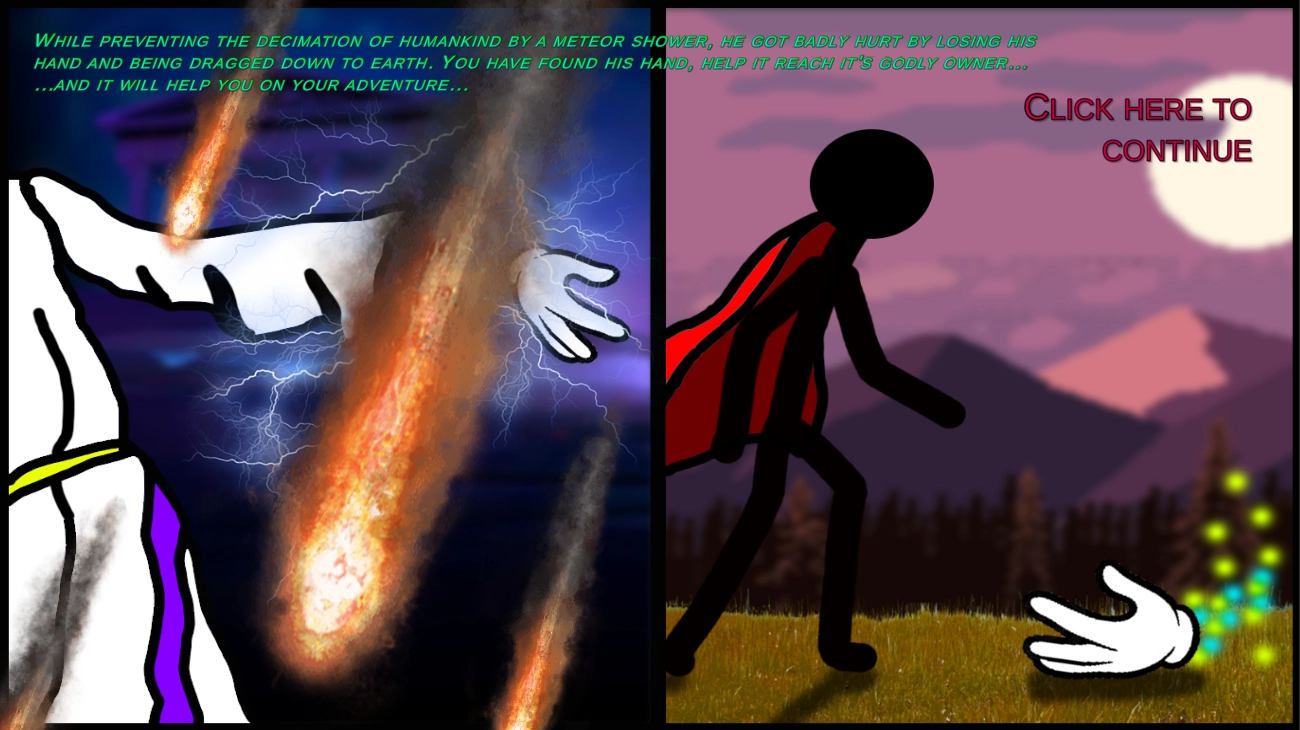 While preventing the decimation of humankind by a meteor shower, he got badly hurt by losing his
hand and being dragged down to earth. You have found his hand, help it reach it's godly owner...
...and it will help you on your adventure...
Click here to
continue